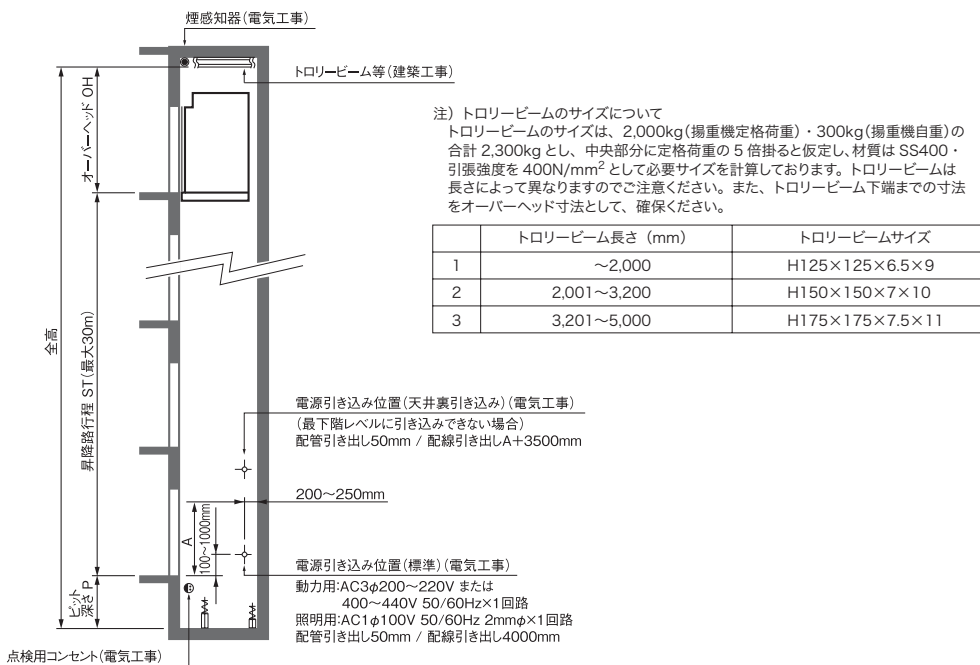 煙感知器(電気工事)
トロリービーム等(建築工事)
オーバーヘッド OH
注）トロリービームのサイズについて
トロリービームのサイズは、2,000kg(揚重機定格荷重)・300kg(揚重機自重)の
合計 2,300kg とし、中央部分に定格荷重の 5 倍掛ると仮定し、材質は SS400・
引張強度を 400N/mm² として必要サイズを計算しております。トロリービームは
長さによって異なりますのでご注意ください。また、トロリービーム下端までの寸法
をオーバーヘッド寸法として、確保ください。
トロリービーム長さ（mm） トロリービームサイズ
1 ～2,000 H125×125×6.5×9
2 2,001～3,200 H150×150×7×10
3 3,201～5,000 H175×175×7.5×11
全高
昇降路行程 ST(最大30m)
電源引き込み位置(天井裏引き込み)(電気工事)
(最下階レベルに引き込みできない場合)
配管引き出し50mm / 配線引き出しA＋3500mm
200～250mm
A
100～1000mm
電源引き込み位置(標準)(電気工事)
動力用:AC3φ200～220V または
400～440V 50/60Hz×1回路
照明用:AC1φ100V 50/60Hz 2mmφ×1回路
配管引き出し50mm / 配線引き出し4000mm
ピット
深さ P
点検用コンセント(電気工事)